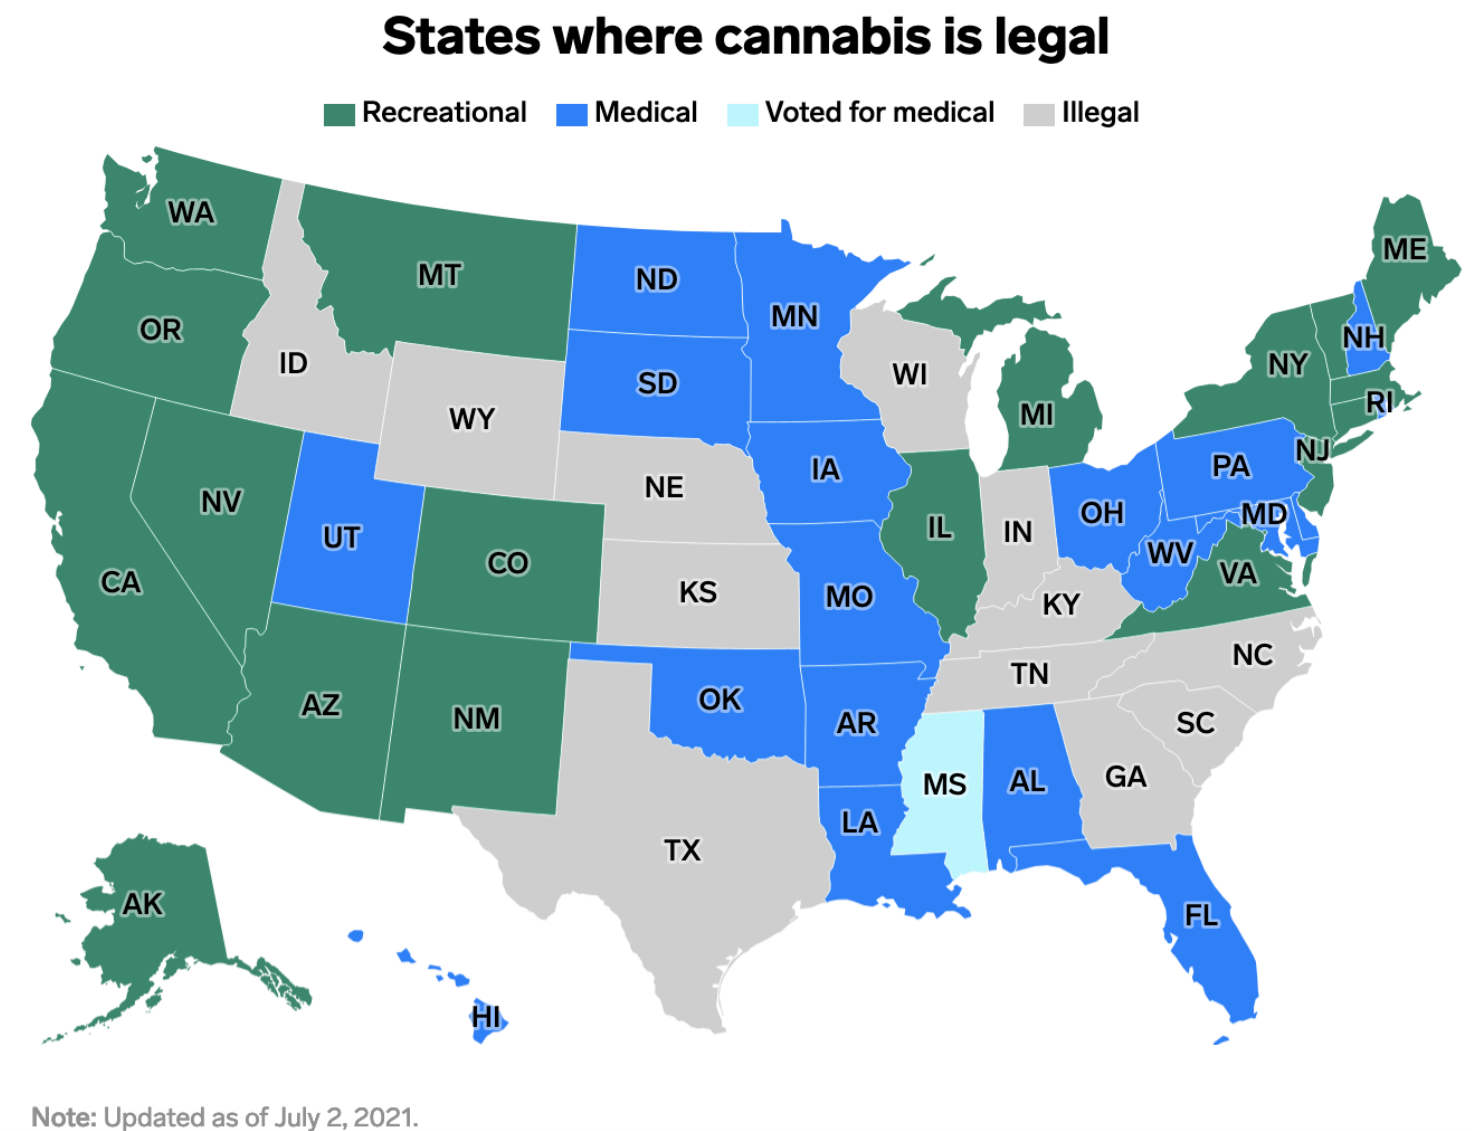 States where cannabis is legal
Recreational Medical Voted for medical Illegal
WA
ME
MT
ND
MN
OR
NH
ID
NY
WI
SD
RI
WY
MI
NJ
PA
IA
NE
NV
OH
MD
IL
IN
UT
WV
CO
VA
CA
KS
MO
KY
NC
TN
OK
AZ
NM
AR
SC
GA
AL
MS
LA
TX
AK
FL
HI
Note: Updated as of July 2, 2021.